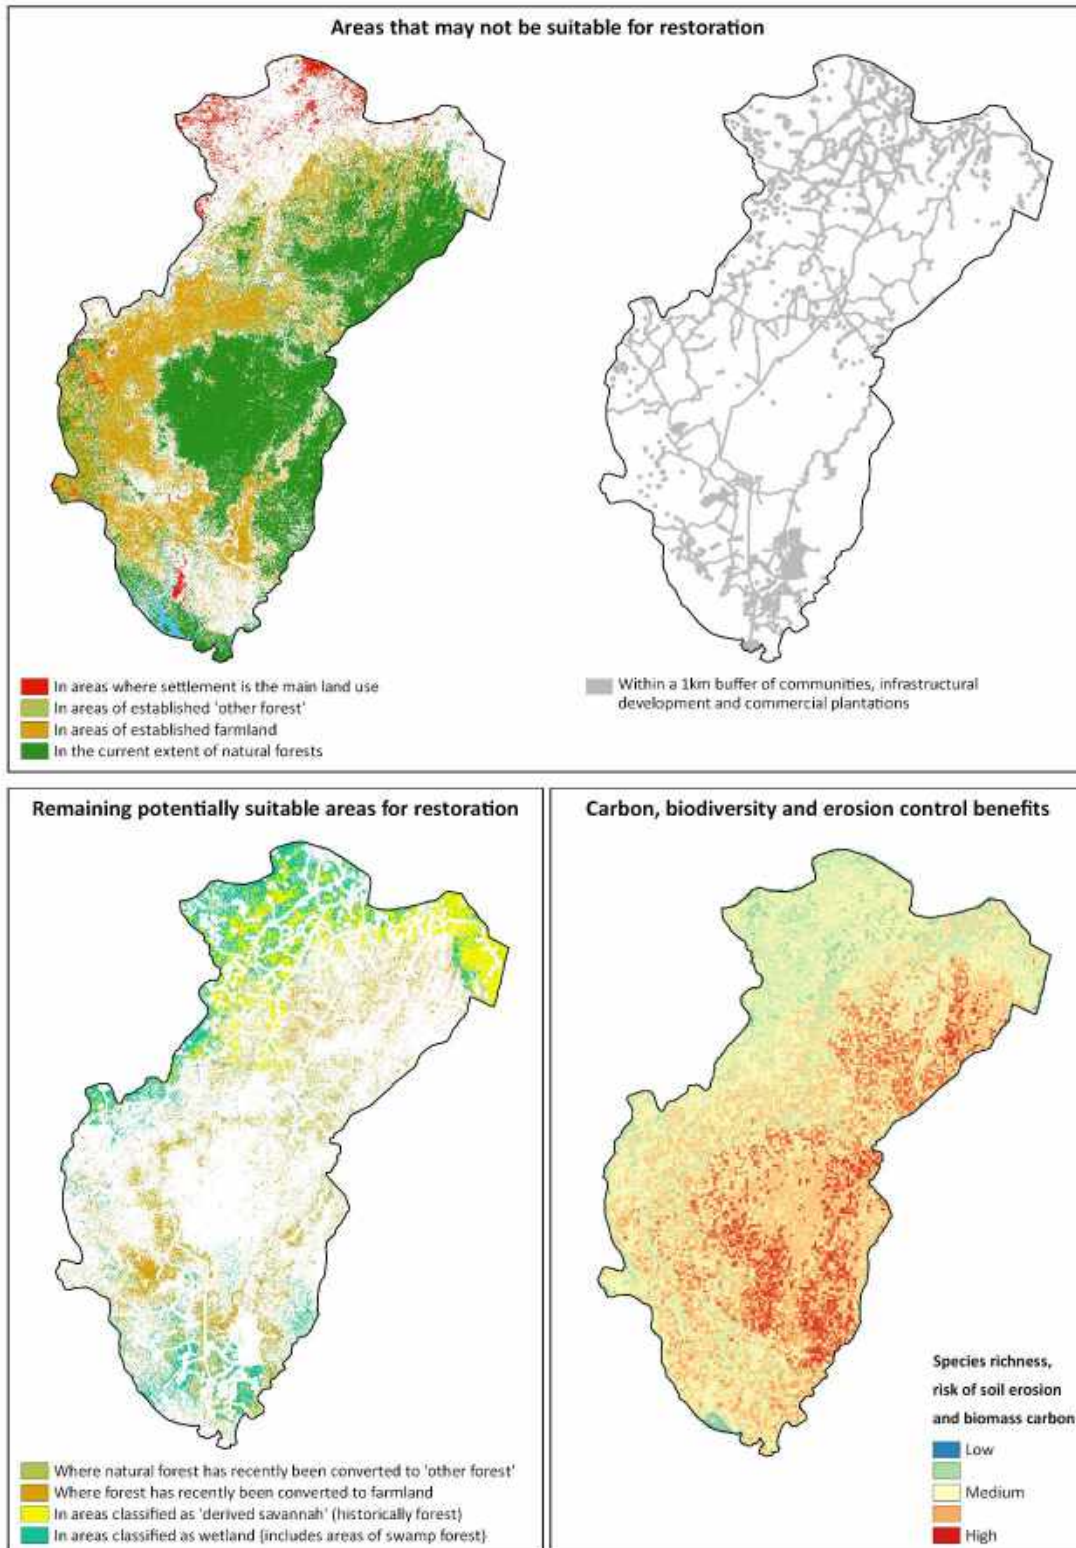 Areas that may not be suitable for restoration
In areas where settlement is the main land use
In areas of established 'other forest'
In areas of established farmland
In the current extent of natural forests
Within a 1km buffer of communities, infrastructural
development and commercial plantations
Remaining potentially suitable areas for restoration
Where natural forest has recently been converted to 'other forest'
Where forest has recently been converted to farmland
In areas classified as 'derived savannah' (historically forest)
In areas classified as wetland (includes areas of swamp forest)
Carbon, biodiversity and erosion control benefits
Species richness,
risk of soil erosion
and biomass carbon
Low
Medium
High